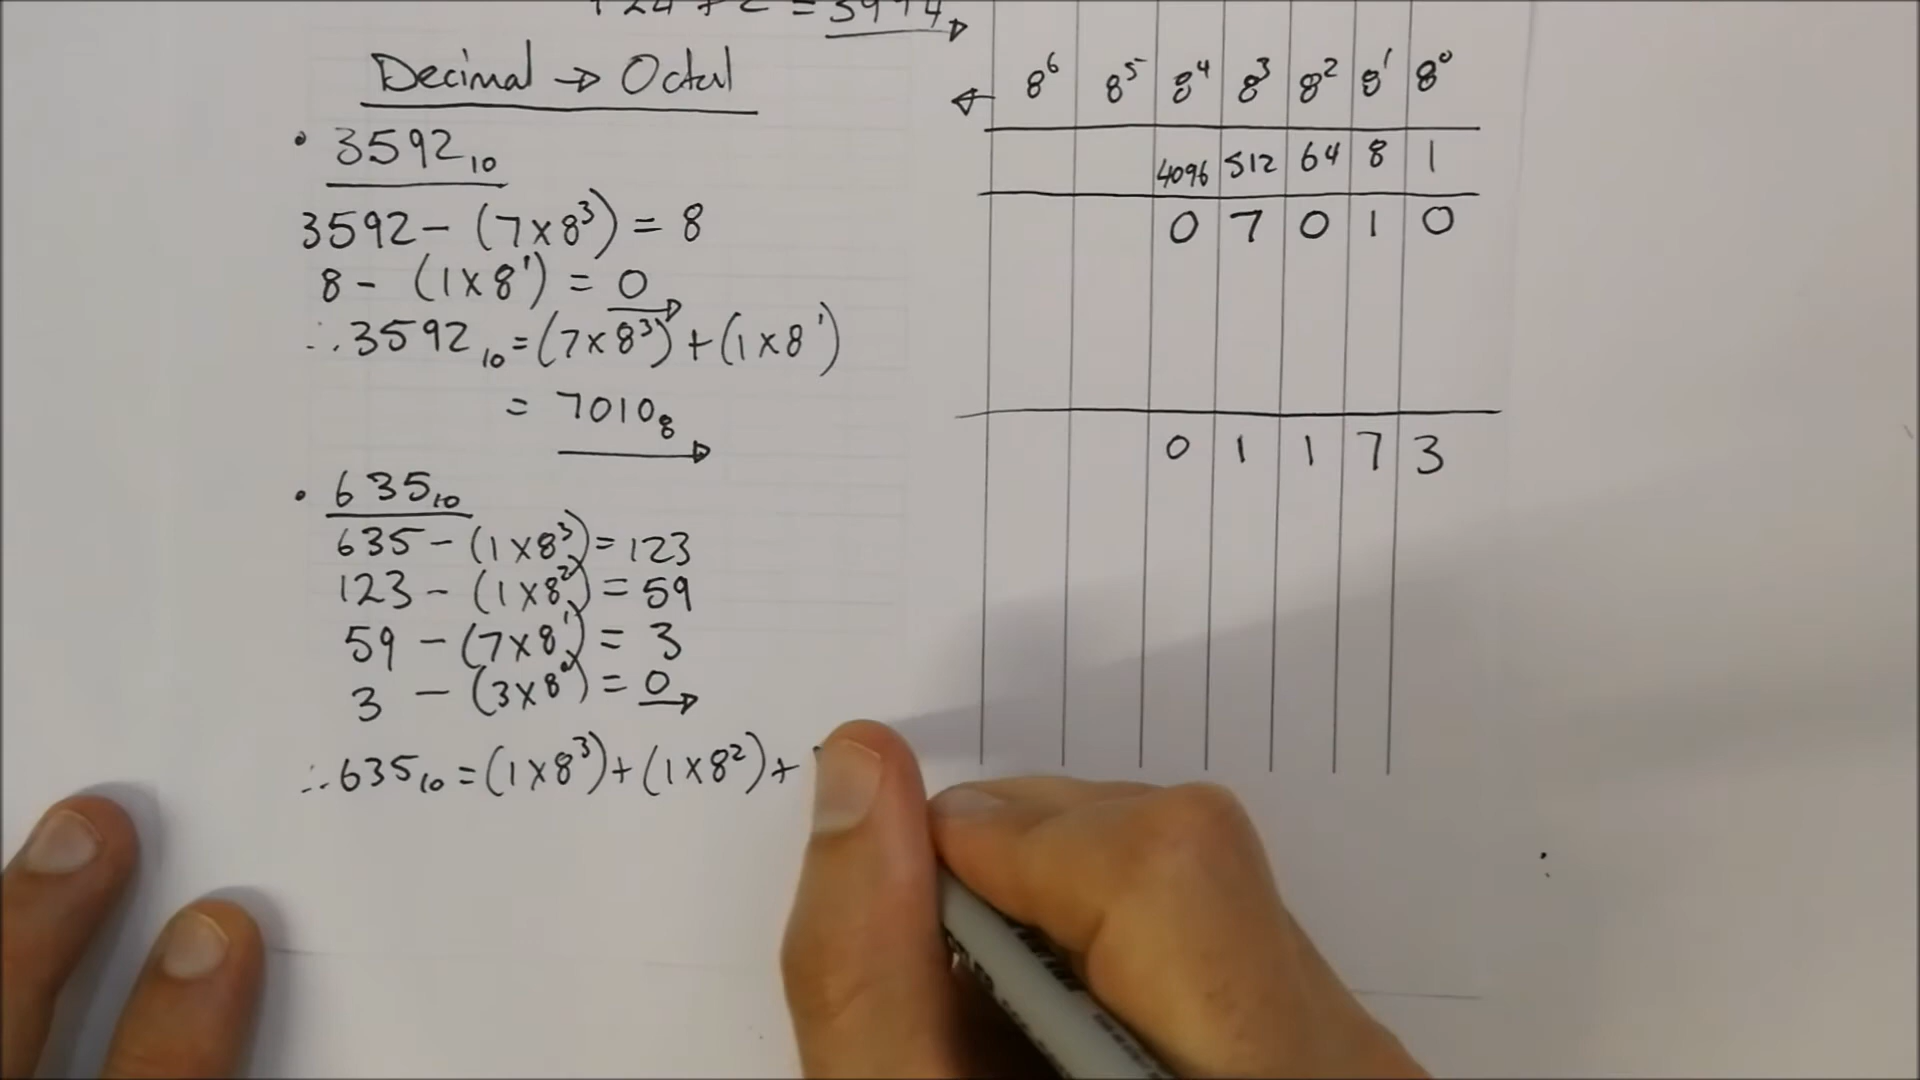 = 3994
Decimal → Octal
• 3592₁₀
3592 – (7×8³) = 8
8 – (1×8¹) = 0
∴ 3592₁₀ = (7×8³) + (1×8¹)
= 7010₈
• 635₁₀
635 – (1×8³) = 123
123 – (1×8²) = 59
59 – (7×8¹) = 3
3 – (3×8⁰) = 0
∴ 635₁₀ = (1×8³) + (1×8²) +
8⁶ 8⁵ 8⁴ 8³ 8² 8¹ 8⁰
4096 512 64 8 1
0 7 0 1 0
0 1 1 7 3